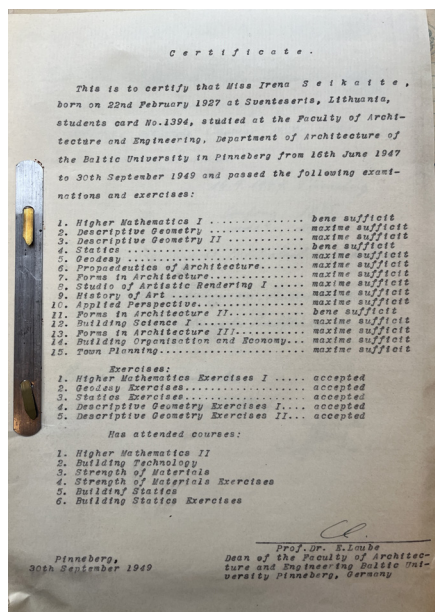 Certificate.
This is to certify that Miss Irena Seikaite,
born on 22nd February 1927 at Sventeseris, Lithuania,
students card No.1394, studied at the Faculty of Archi-
tecture and Engineering, Department of Architecture of
the Baltic University in Pinneberg from 16th June 1947
to 30th September 1949 and passed the following exami-
nations and exercises:
1. Higher Mathematics I ............ bene sufficit
2. Descriptive Geometry ............ maxime sufficit
3. Descriptive Geometry II ......... maxime sufficit
4. Statics ......................... bene sufficit
5. Geodesy ......................... maxime sufficit
6. Propaedeutics of Architecture.... maxime sufficit
7. Forms in Architecture............ maxime sufficit
8. Studio of Artistic Rendering I ... maxime sufficit
9. History of Art .................. maxime sufficit
10. Applied Perspective............. maxime sufficit
11. Forms in Architecture II........ bene sufficit
12. Building Science I ............. maxime sufficit
13. Forms in Architecture III....... maxime sufficit
14. Building Organisation and Economy... maxime sufficit
15. Town Planning................... maxime sufficit
Exercises:
1. Higher Mathematics Exercises I ..... accepted
2. Geodesy Exercises................ accepted
3. Statics Exercises................ accepted
4. Descriptive Geometry Exercises I.... accepted
5. Descriptive Geometry Exercises II... accepted
Has attended courses:
1. Higher Mathematics II
2. Building Technology
3. Strength of Materials
4. Strength of Materials Exercises
5. Buildinf Statics
6. Building Statics Exercises
Prof.Dr. E.Laube
Pinneberg, Dean of the Faculty of Architec-
30th September 1949 ture and Engineering Baltic Uni-
versity Pinneberg, Germany